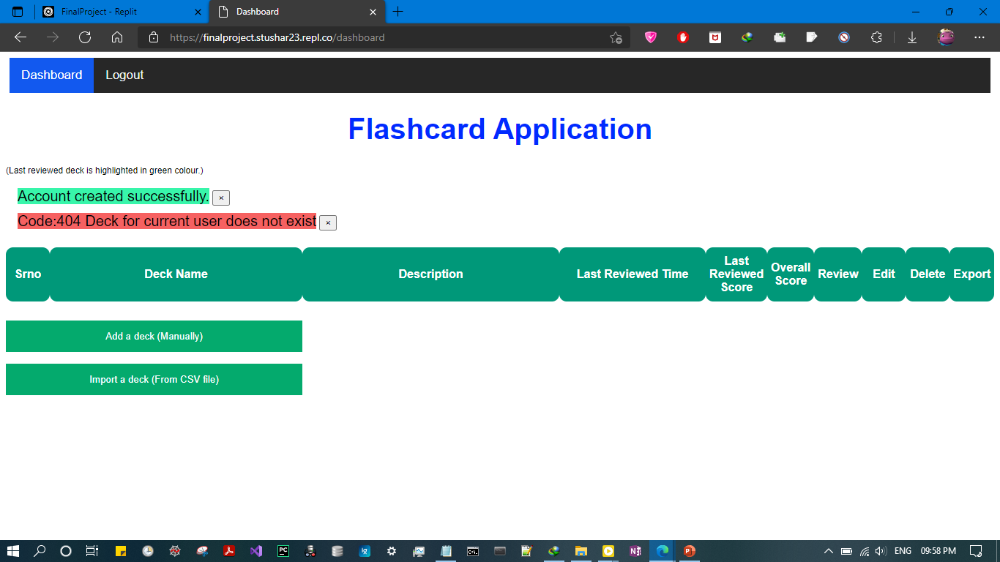 FinalProject - Replit
Dashboard
https://finalproject.stushar23.repl.co/dashboard
Dashboard Logout
Flashcard Application
(Last reviewed deck is highlighted in green colour.)
Account created successfully. ×
Code:404 Deck for current user does not exist ×
Srno Deck Name Description Last Reviewed Time Last Reviewed Score Overall Score Review Edit Delete Export
Add a deck (Manually)
Import a deck (From CSV file)
ENG 09:58 PM